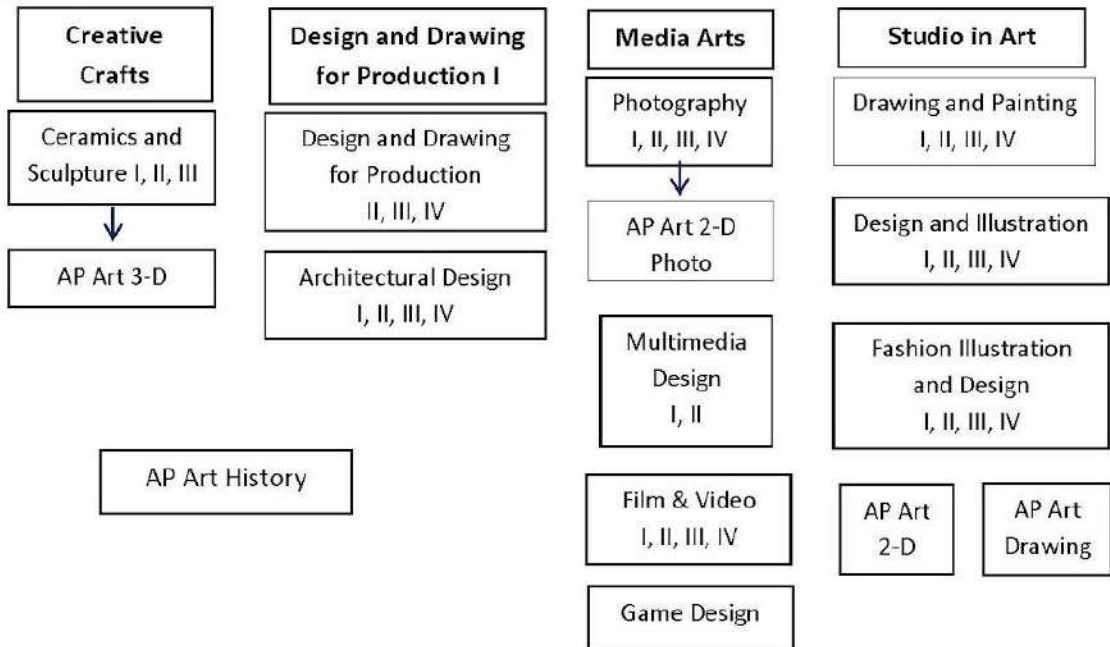 Creative
Crafts
Ceramics and
Sculpture I, II, III
AP Art 3-D
Design and Drawing
for Production I
Design and Drawing
for Production
II, III, IV
Architectural Design
I, II, III, IV
AP Art History
Media Arts
Photography
I, II, III, IV
AP Art 2-D
Photo
Multimedia
Design
I, II
Film & Video
I, II, III, IV
Game Design
Studio in Art
Drawing and Painting
I, II, III, IV
Design and Illustration
I, II, III, IV
Fashion Illustration
and Design
I, II, III, IV
AP Art
2-D
AP Art
Drawing